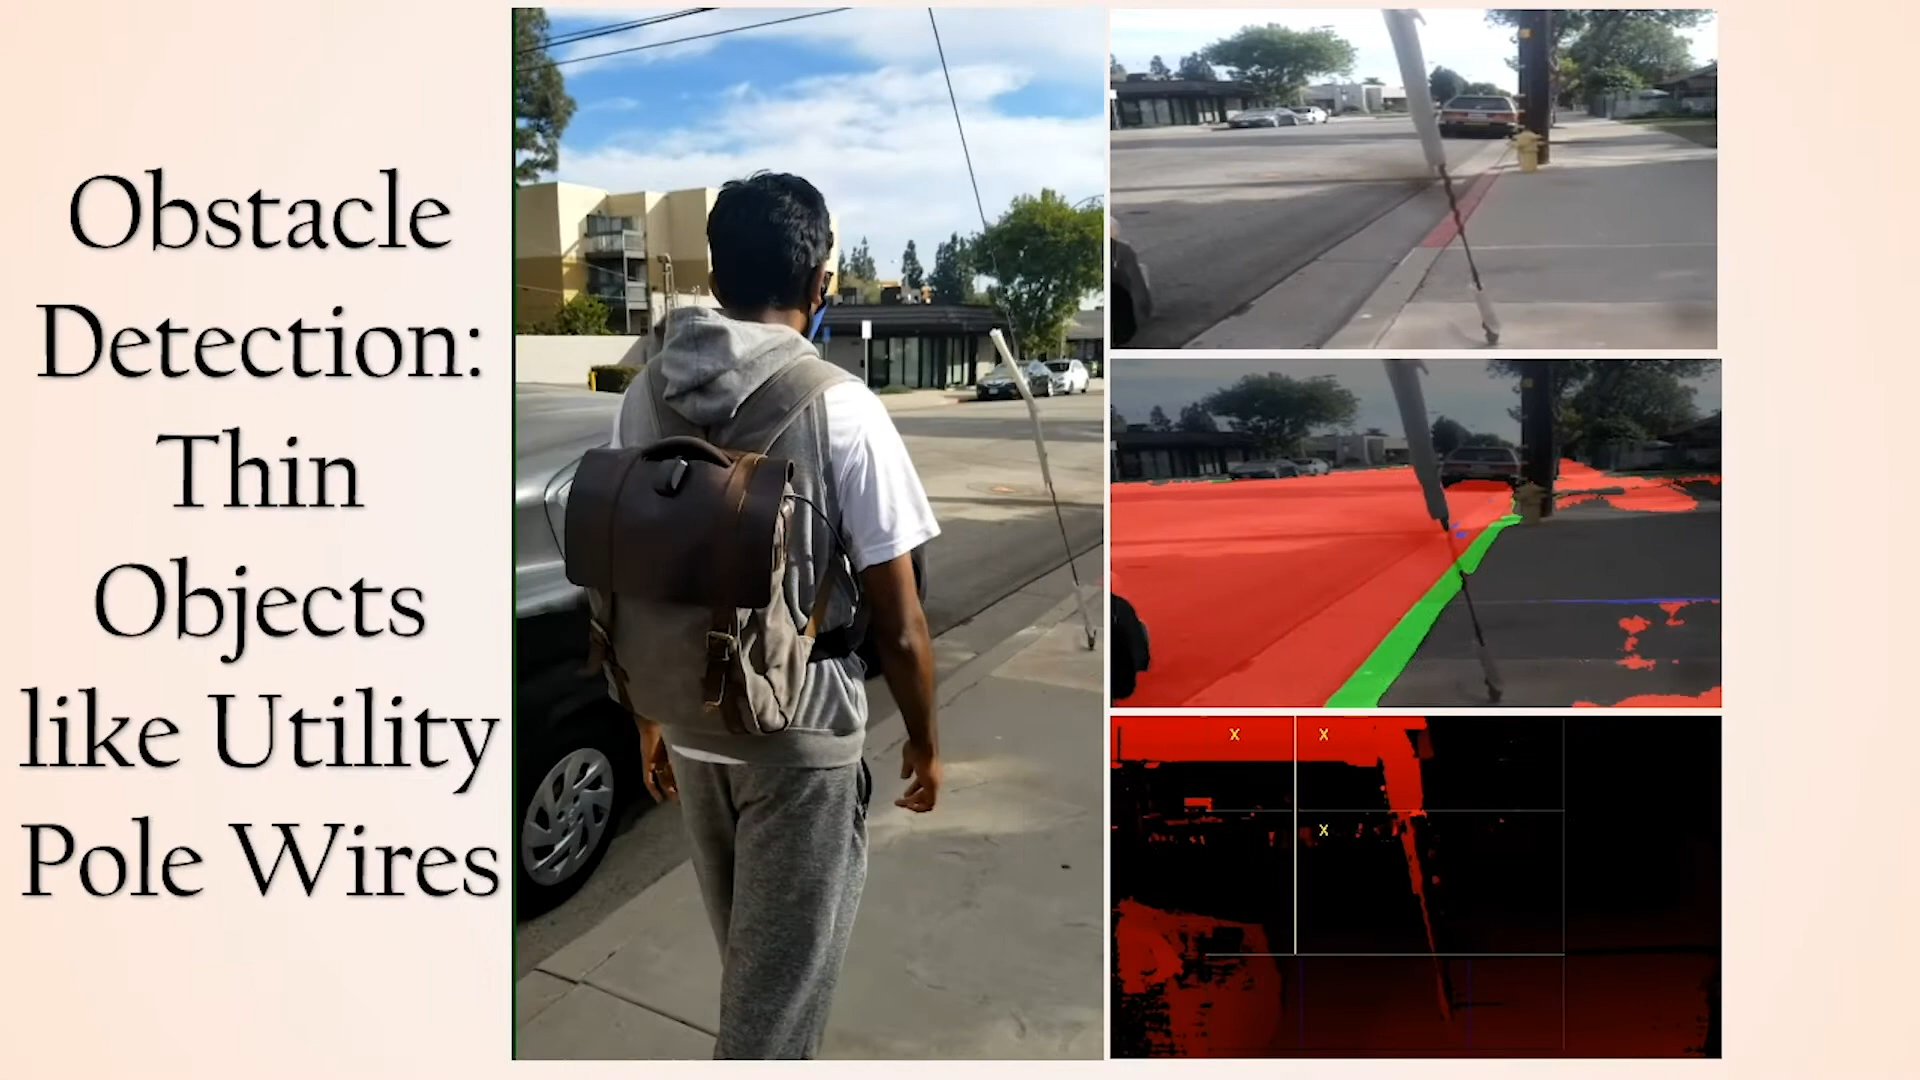 Obstacle
Detection:
Thin
Objects
like Utility
Pole Wires
X X
X